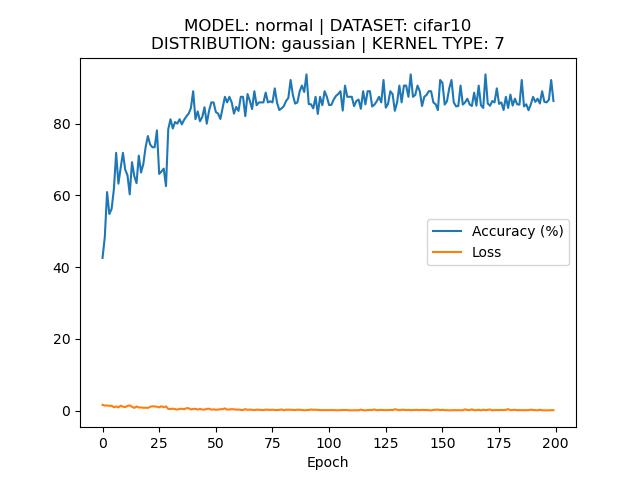 MODEL: normal | DATASET: cifar10
DISTRIBUTION: gaussian | KERNEL TYPE: 7
80
60
40
20
0
Accuracy (%)
Loss
0 25 50 75 100 125 150 175 200
Epoch